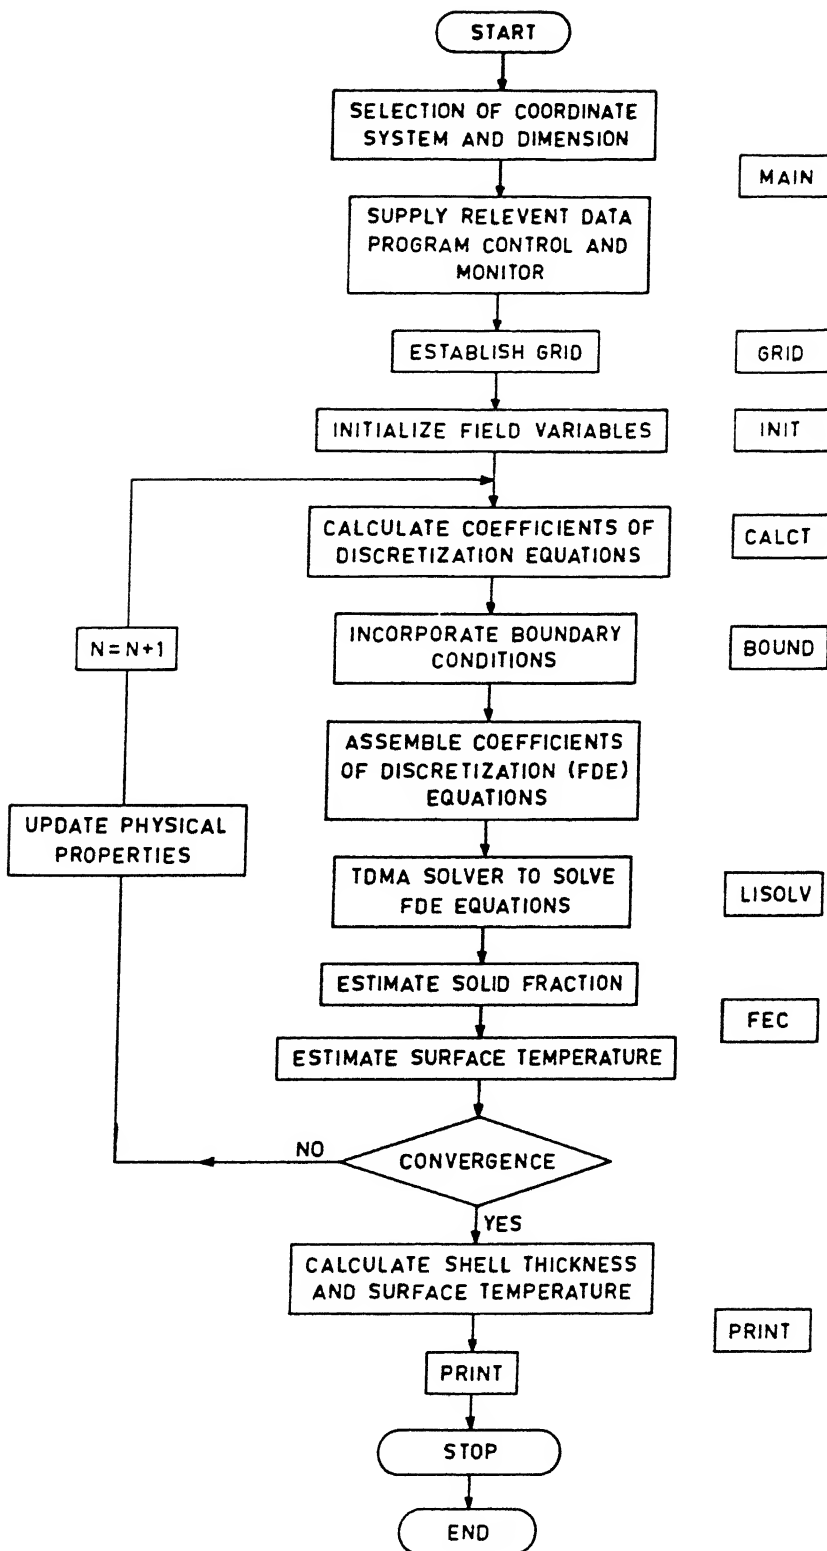 START
SELECTION OF COORDINATE
SYSTEM AND DIMENSION
MAIN
SUPPLY RELEVENT DATA
PROGRAM CONTROL AND
MONITOR
ESTABLISH GRID
GRID
INITIALIZE FIELD VARIABLES
INIT
CALCULATE COEFFICIENTS OF
DISCRETIZATION EQUATIONS
CALCT
N=N+1
INCORPORATE BOUNDARY
CONDITIONS
BOUND
ASSEMBLE COEFFICIENTS
OF DISCRETIZATION (FDE)
EQUATIONS
UPDATE PHYSICAL
PROPERTIES
TDMA SOLVER TO SOLVE
FDE EQUATIONS
LISOLV
ESTIMATE SOLID FRACTION
FEC
ESTIMATE SURFACE TEMPERATURE
NO
CONVERGENCE
YES
CALCULATE SHELL THICKNESS
AND SURFACE TEMPERATURE
PRINT
PRINT
STOP
END